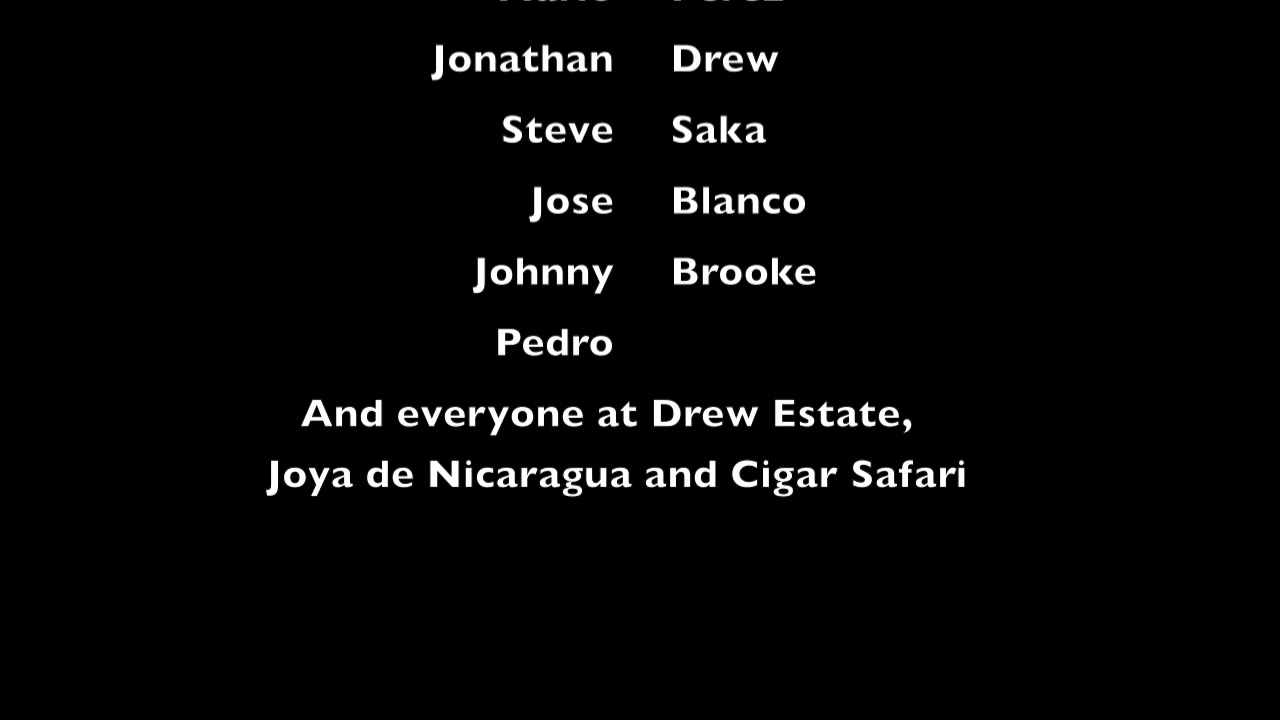 Perez
Jonathan Drew
Steve Saka
Jose Blanco
Johnny Brooke
Pedro
And everyone at Drew Estate,
Joya de Nicaragua and Cigar Safari